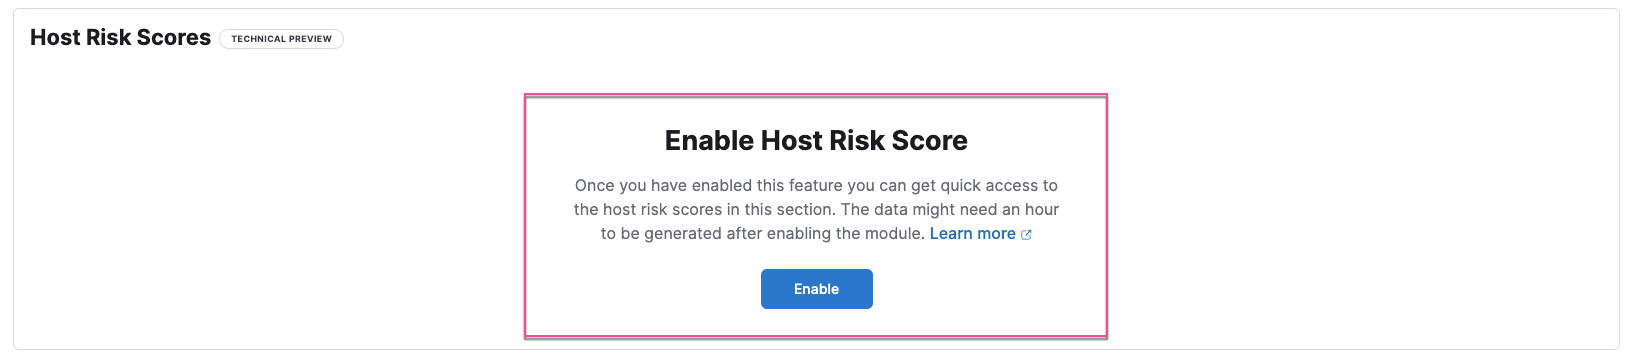 Host Risk Scores TECHNICAL PREVIEW
Enable Host Risk Score
Once you have enabled this feature you can get quick access to
the host risk scores in this section. The data might need an hour
to be generated after enabling the module. Learn more
Enable